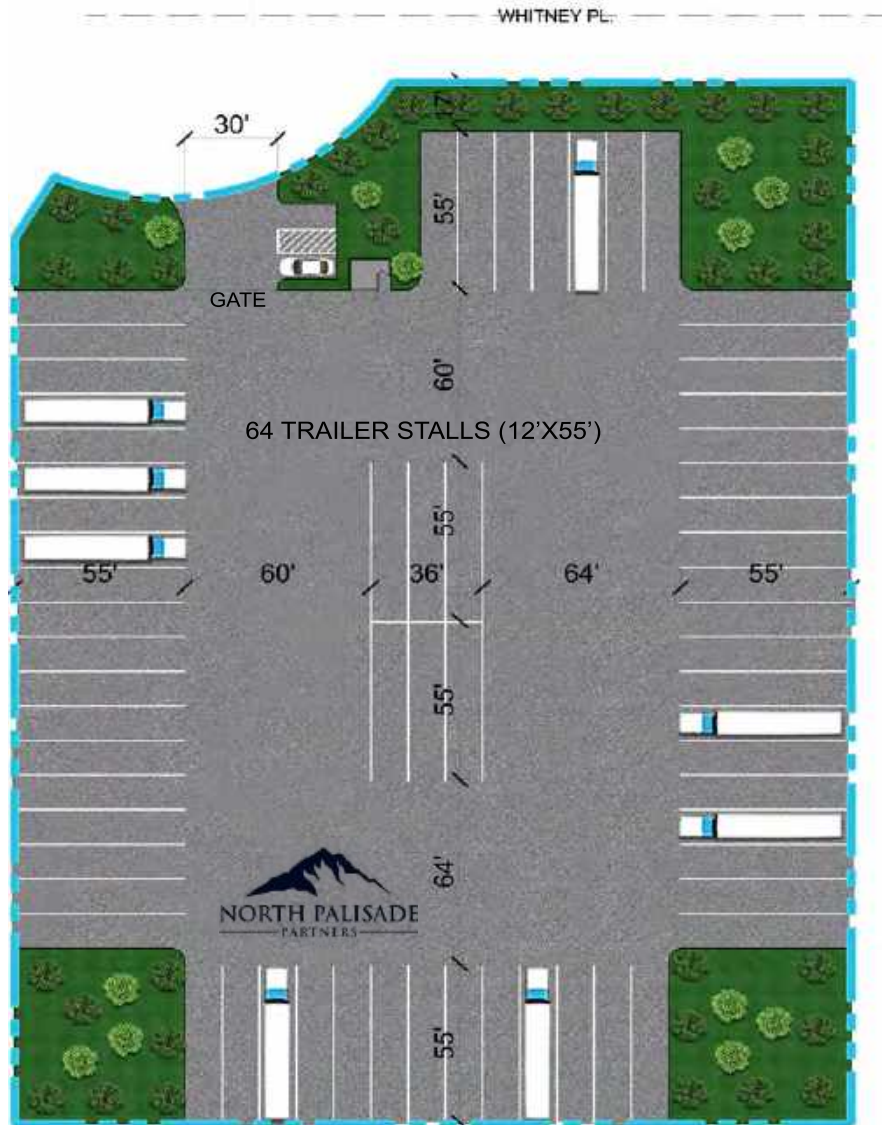 WHITNEY PL.
17'
30'
55'
GATE
60'
64 TRAILER STALLS (12'X55')
55'
55'
60'
36'
64'
55'
55'
64'
NORTH PALISADE
PARTNERS
55'